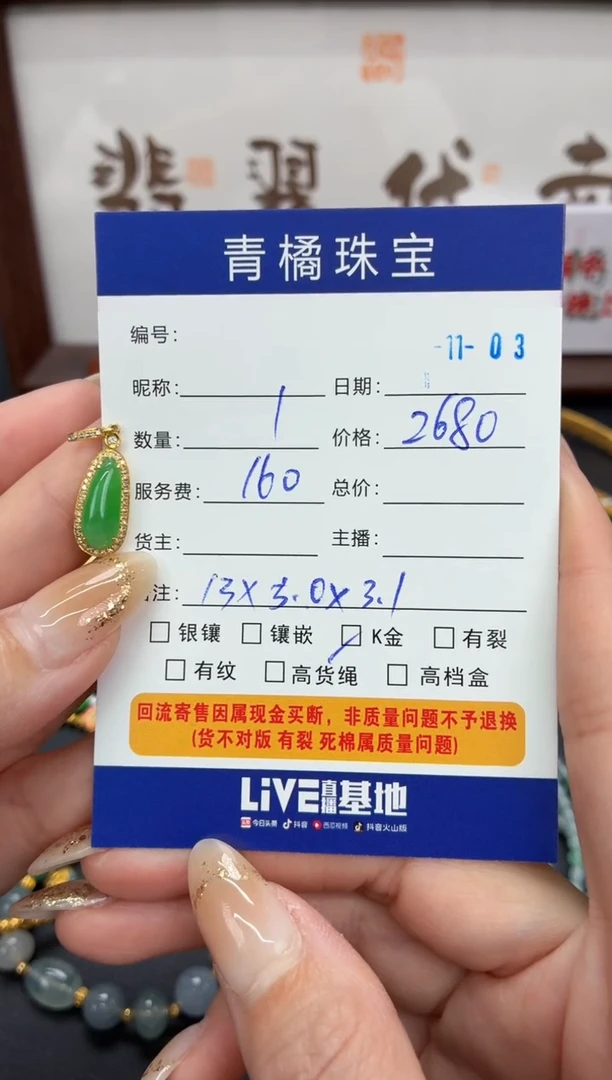 翡翠优
青橘珠宝
编号:
-11- 03
昵称: 日期:
数量: 1 价格: 2680
服务费: 160 总价:
货主: 主播:
注: 13×3.0×3.1
银镶 镶嵌 K金 有裂
有纹 高货绳 高档盒
回流寄售因属现金买断，非质量问题不予退换
(货不对版 有裂 死棉属质量问题)
LiVE直播基地
今日头条 抖音 西瓜视频 抖音火山版